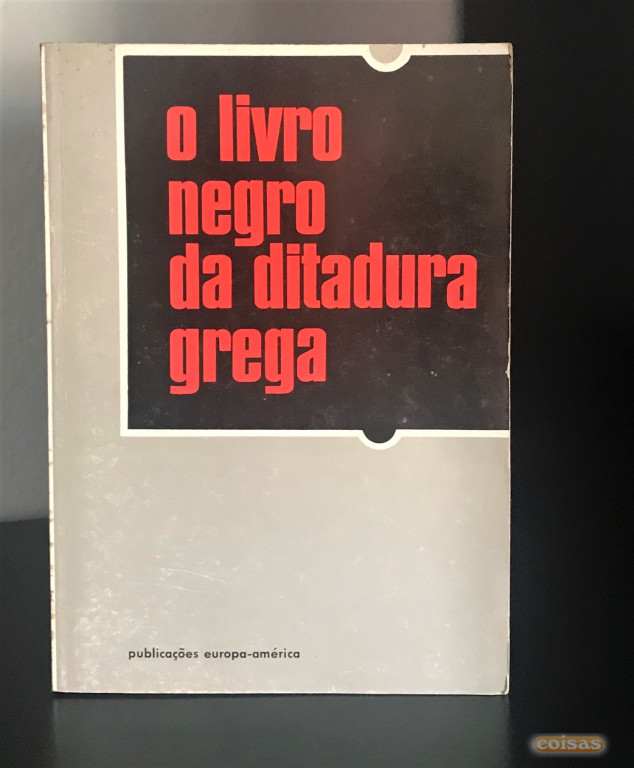 o livro
negro
da ditadura
grega
publicações europa-américa
coisas